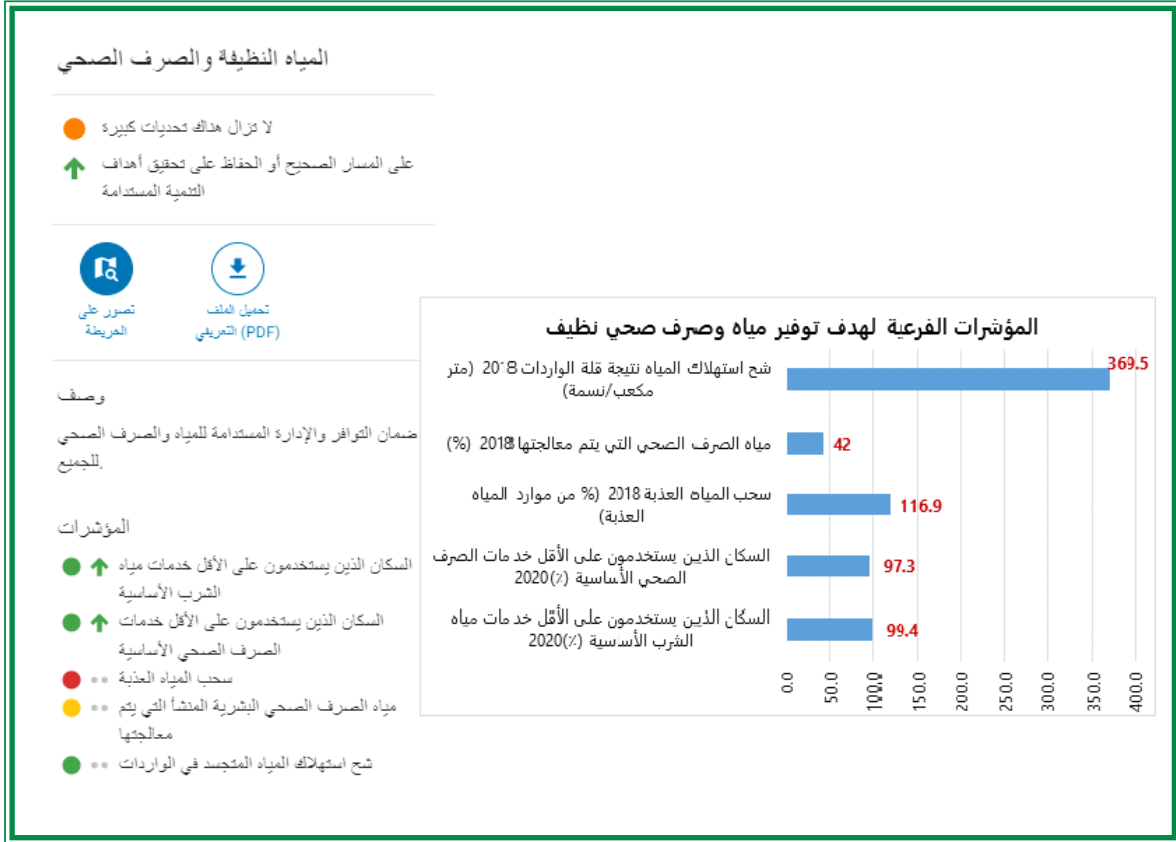 المياه النظيفة والصرف الصحي
لا تزال هناك تحديات كبيرة
على المسار الصحيح أو الحفاظ على تحقيق أهداف
التنمية المستدامة
تصور على
الخريطة
تحميل الملف
التعريفي (PDF)
وصف
ضمان التوافر والإدارة المستدامة للمياه والصرف الصحي
للجميع.
المؤشرات
السكان الذين يستخدمون على الأقل خدمات مياه
الشرب الأساسية
السكان الذين يستخدمون على الأقل خدمات
الصرف الصحي الأساسية
سحب المياه العذبة
مياه الصرف الصحي البشرية المنشأ التي يتم
معالجتها
شح استهلاك المياه المتجسد في الواردات
المؤشرات الفرعية لهدف توفير مياه وصرف صحي نظيف
شح استهلاك المياه نتيجة قلة الواردات 2018 (متر
مكعب/نسمة)
369.5
مياه الصرف الصحي التي يتم معالجتها 2018 (%)
42
سحب المياه العذبة 2018 (% من موارد المياه
العذبة)
116.9
السكان الذين يستخدمون على الأقل خدمات الصرف
الصحي الأساسية (٪)2020
97.3
السكان الذين يستخدمون على الأقل خدمات مياه
الشرب الأساسية (٪)2020
99.4
0.0
50.0
100.0
150.0
200.0
250.0
300.0
350.0
400.0